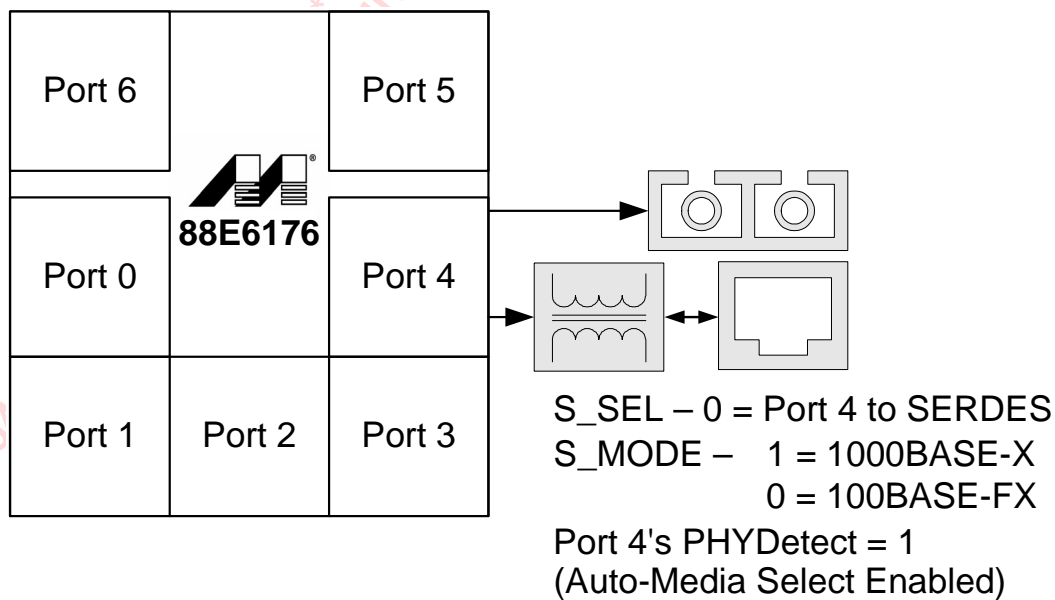 Port 6
Port 5
®
88E6176
Port 0
Port 4
Port 1
Port 2
Port 3
S_SEL – 0 = Port 4 to SERDES
S_MODE – 1 = 1000BASE-X
0 = 100BASE-FX
Port 4's PHYDetect = 1
(Auto-Media Select Enabled)